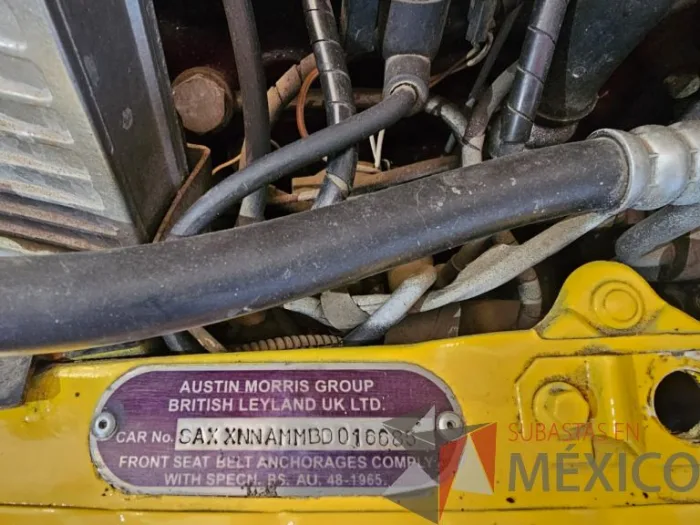 AUSTIN MORRIS GROUP
BRITISH LEYLAND UK LTD.
CAR No. SAXXNNAMMBD016686
FRONT SEAT BELT ANCHORAGES COMPLY
WITH SPECN. BS. AU. 48-1965.
SUBASTAS EN
MÉXICO